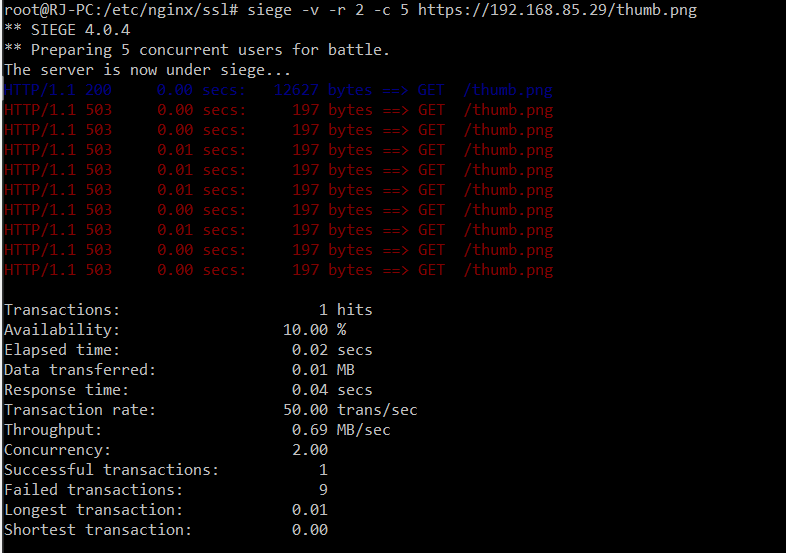 root@RJ-PC:/etc/nginx/ssl# siege -v -r 2 -c 5 https://192.168.85.29/thumb.png
** SIEGE 4.0.4
** Preparing 5 concurrent users for battle.
The server is now under siege...
HTTP/1.1 200     0.00 secs:   12627 bytes ==> GET  /thumb.png
HTTP/1.1 503     0.00 secs:     197 bytes ==> GET  /thumb.png
HTTP/1.1 503     0.00 secs:     197 bytes ==> GET  /thumb.png
HTTP/1.1 503     0.01 secs:     197 bytes ==> GET  /thumb.png
HTTP/1.1 503     0.01 secs:     197 bytes ==> GET  /thumb.png
HTTP/1.1 503     0.01 secs:     197 bytes ==> GET  /thumb.png
HTTP/1.1 503     0.00 secs:     197 bytes ==> GET  /thumb.png
HTTP/1.1 503     0.01 secs:     197 bytes ==> GET  /thumb.png
HTTP/1.1 503     0.00 secs:     197 bytes ==> GET  /thumb.png
HTTP/1.1 503     0.00 secs:     197 bytes ==> GET  /thumb.png
Transactions:                      1 hits
Availability:                  10.00 %
Elapsed time:                   0.02 secs
Data transferred:               0.01 MB
Response time:                  0.04 secs
Transaction rate:              50.00 trans/sec
Throughput:                     0.69 MB/sec
Concurrency:                    2.00
Successful transactions:           1
Failed transactions:               9
Longest transaction:            0.01
Shortest transaction:           0.00